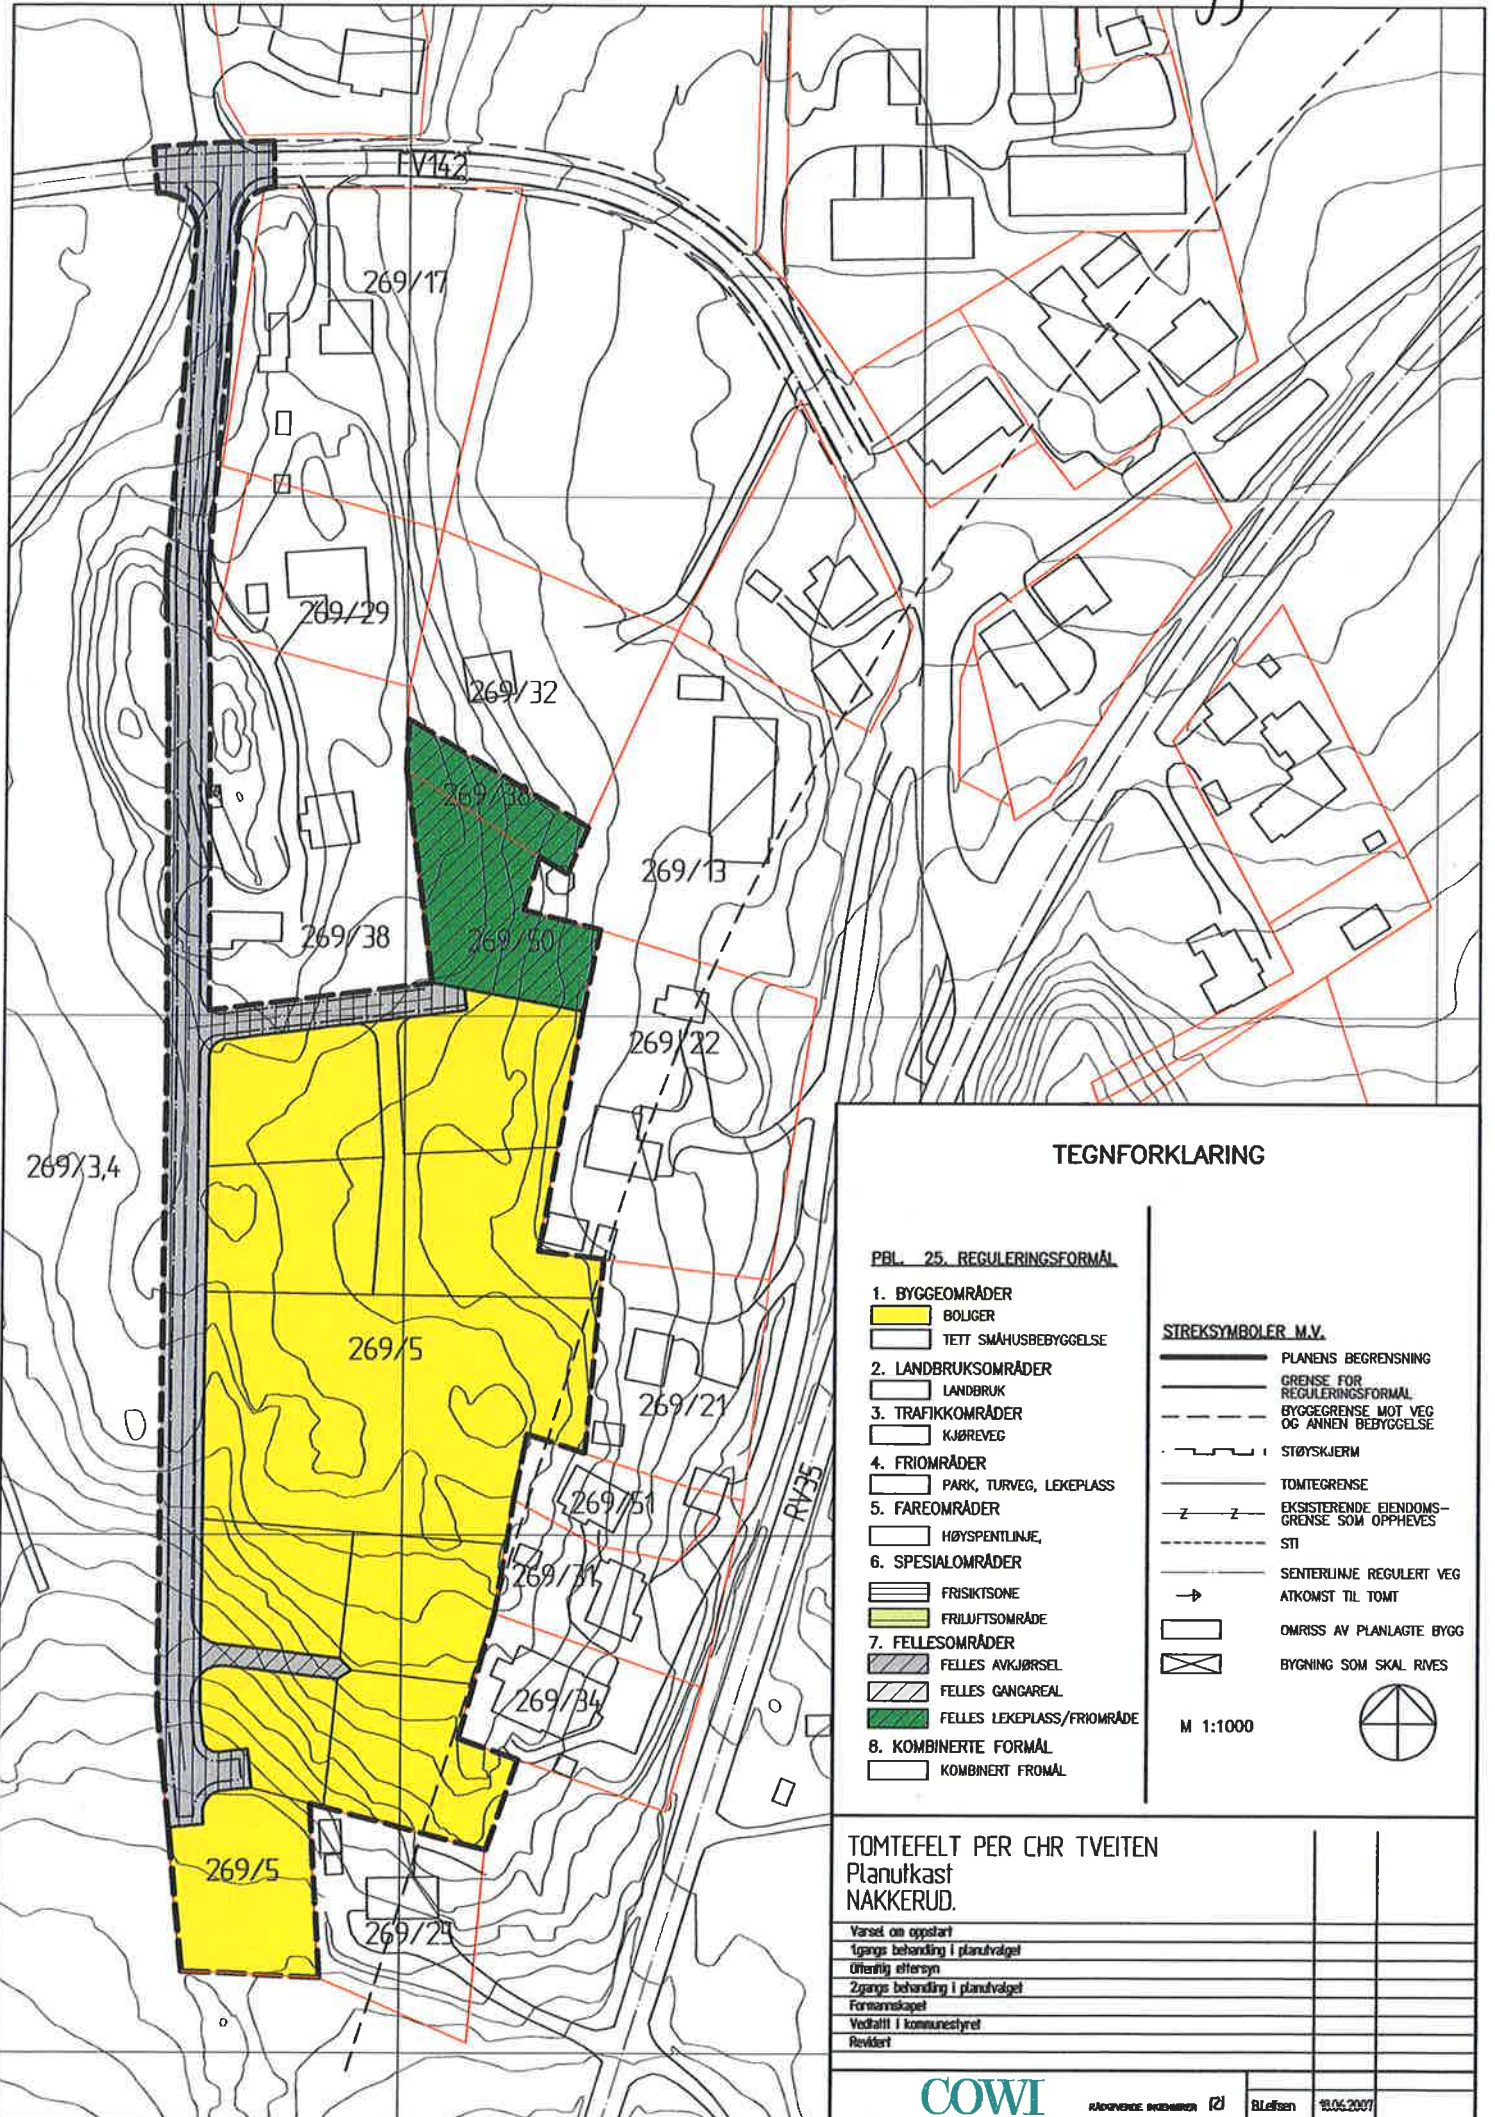 FV142
269/17
269/29
269/32
269/38
269/13
269/38
269/50
269/22
269/3,4
269/5
269/21
RV35
269/51
269/31
269/34
269/5
269/25
TEGNFORKLARING
PBL. 25. REGULERINGSFORMÅL
1. BYGGEOMRÅDER
BOLIGER
TETT SMÅHUSBEBYGGELSE
2. LANDBRUKSOMRÅDER
LANDBRUK
3. TRAFIKKOMRÅDER
KJØREVEG
4. FRIOMRÅDER
PARK, TURVEG, LEKEPLASS
5. FAREOMRÅDER
HØYSPENTLINJE,
6. SPESIALOMRÅDER
FRISIKTSONE
FRILUFTSOMRÅDE
7. FELLESOMRÅDER
FELLES AVKJØRSEL
FELLES GANGAREAL
FELLES LEKEPLASS/FRIOMRÅDE
8. KOMBINERTE FORMÅL
KOMBINERT FROMÅL
STREKSYMBOLER M.V.
PLANENS BEGRENSNING
GRENSE FOR
REGULERINGSFORMÅL
BYGGEGRENSE MOT VEG
OG ANNEN BEBYGGELSE
STØYSKJERM
TOMTEGRENSE
Z Z EKSISTERENDE EIENDOMS-
GRENSE SOM OPPHEVES
STI
SENTERLINJE REGULERT VEG
ATKOMST TIL TOMT
OMRISS AV PLANLAGTE BYGG
BYGNING SOM SKAL RIVES
M 1:1000
TOMTEFELT PER CHR TVEITEN
Planutkast
NAKKERUD.
Varsel om oppstart
1gangs behandling i planutvalget
Offentlig ettersyn
2gangs behandling i planutvalget
Formannskapet
Vedtatt i kommunestyret
Revidert
COWI
RÅDGIVENDE INGENIØRER